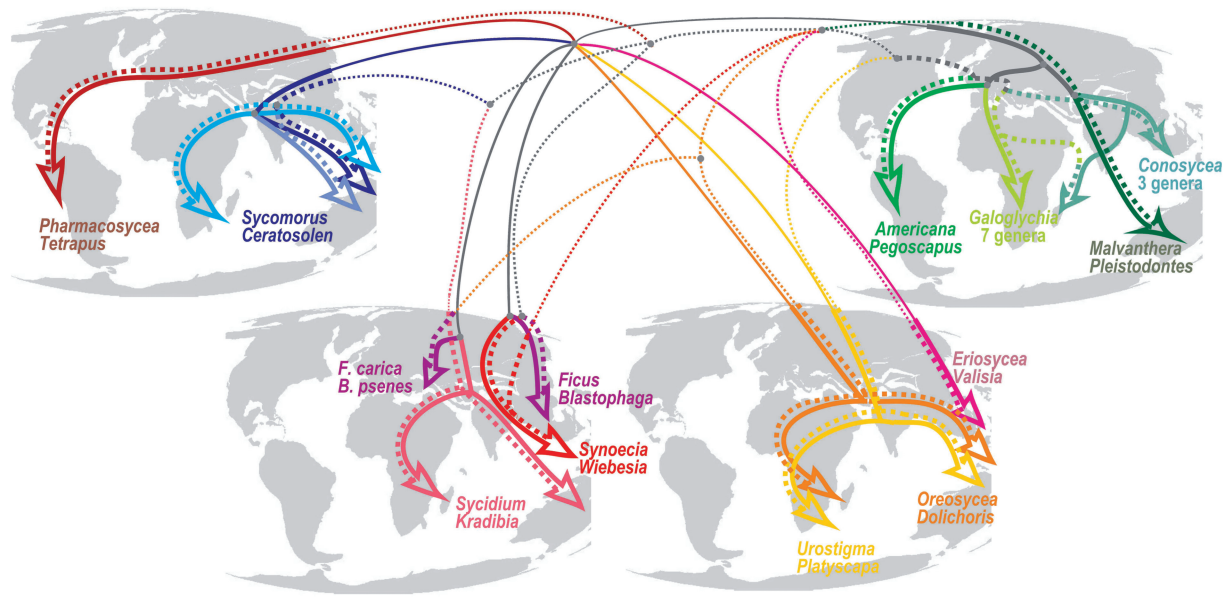 Pharmacosycea
Tetrapus
Sycomorus
Ceratosolen
Americana
Pegoscapus
Galoglychia
7 genera
Conosycea
3 genera
Malvanthera
Pleistodontes
F. carica
B. psenes
Ficus
Blastophaga
Synoecia
Wiebesia
Sycidium
Kradibia
Eriosycea
Valisia
Oreosycea
Dolichoris
Urostigma
Platyscapa